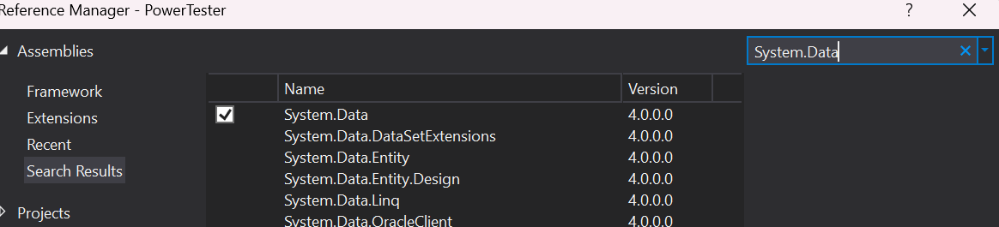 Reference Manager - PowerTester ?
Assemblies
System.Data
Framework
Extensions
Recent
Search Results
Projects
Name Version
System.Data 4.0.0.0
System.Data.DataSetExtensions 4.0.0.0
System.Data.Entity 4.0.0.0
System.Data.Entity.Design 4.0.0.0
System.Data.Linq 4.0.0.0
System.Data.OracleClient 4.0.0.0